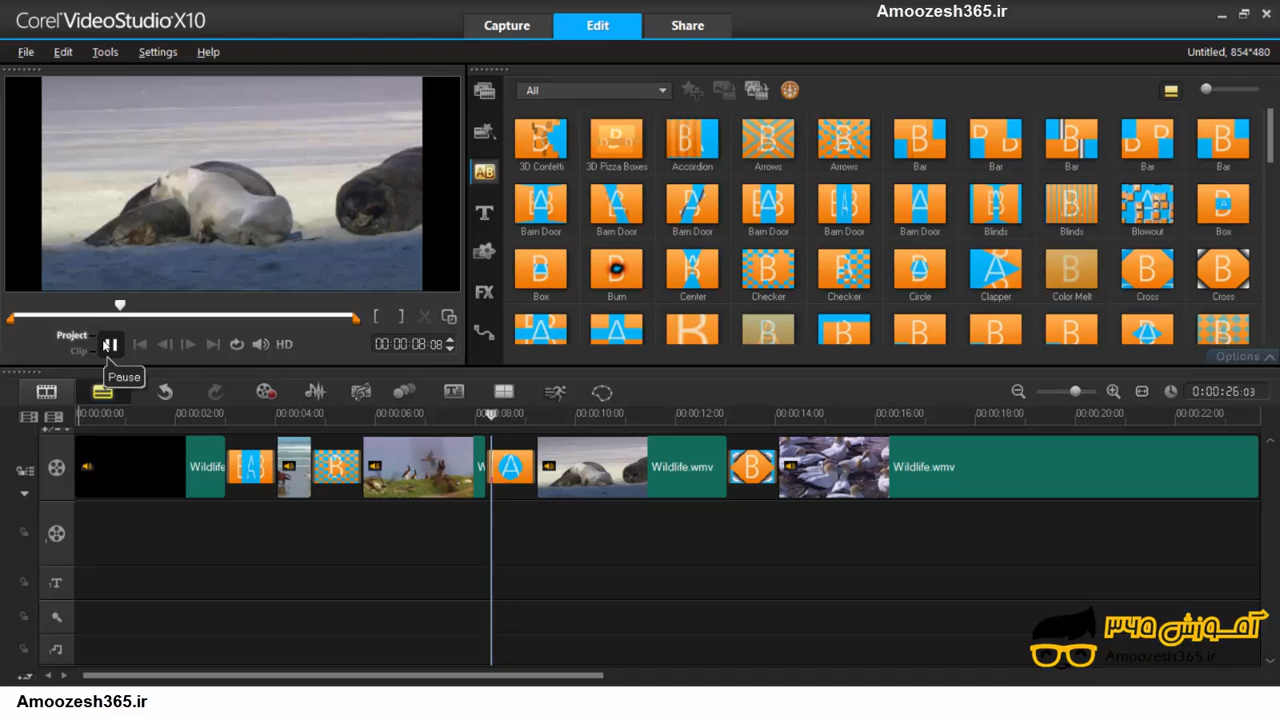 Corel VideoStudio X10
Capture
Edit
Share
Amoozesh365.ir
File
Edit
Tools
Settings
Help
Untitled, 854*480
All
3D Confetti
3D Pizza Boxes
Accordion
Arrows
Arrows
Bar
Bar
Bar
Bar
Bar
Barn Door
Barn Door
Barn Door
Barn Door
Barn Door
Barn Door
Blinds
Blinds
Blowout
Box
Box
Burn
Center
Checker
Checker
Circle
Clapper
Color Melt
Cross
Cross
Options
Project
Clip
HD
00:00:08:08
Pause
0:00:26:03
00:00:00:00
00:00:02:00
00:00:04:00
00:00:06:00
00:00:08:00
00:00:10:00
00:00:12:00
00:00:14:00
00:00:16:00
00:00:18:00
00:00:20:00
00:00:22:00
Wildlife
Wildlife.wmv
Wildlife.wmv
آموزش ۳۶۵
Amoozesh365.ir
Amoozesh365.ir